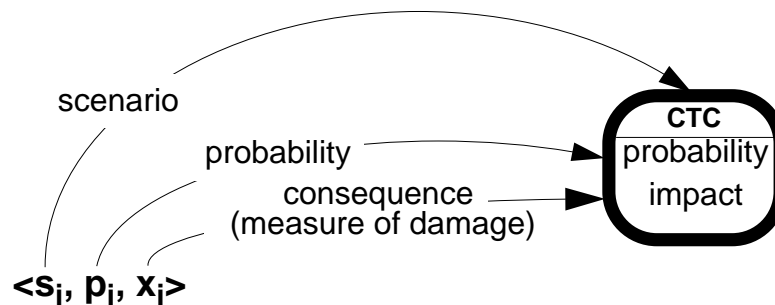 scenario
CTC
probability
probability
consequence
impact
(measure of damage)
<si, pi, xi>